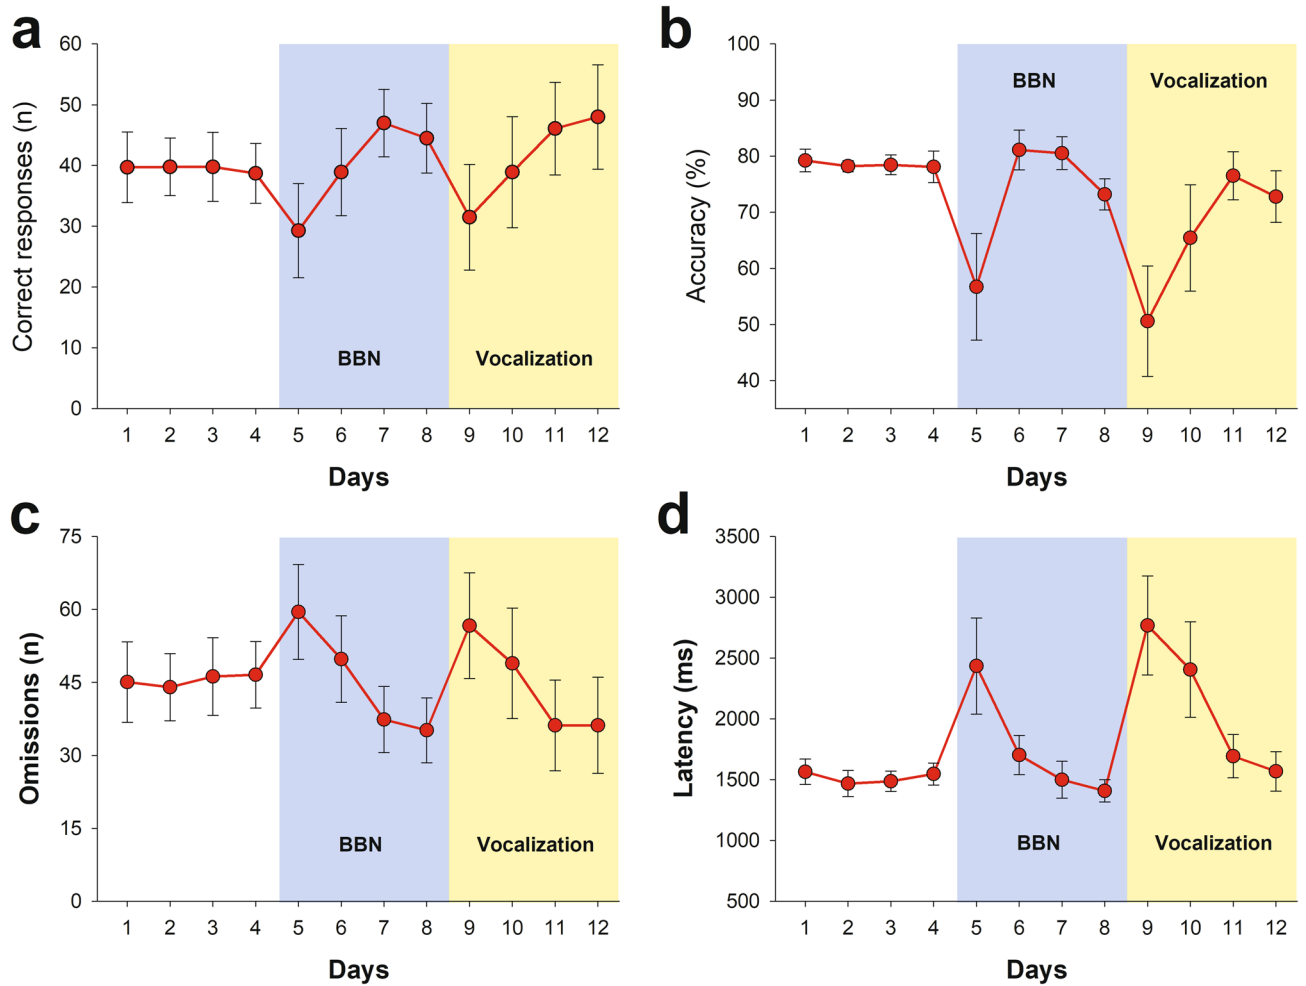 a
60
50
40
30
20
10
0
Correct responses (n)
BBN
Vocalization
1 2 3 4 5 6 7 8 9 10 11 12
Days
b
100
90
80
70
60
50
40
Accuracy (%)
BBN
Vocalization
1 2 3 4 5 6 7 8 9 10 11 12
Days
c
75
60
45
30
15
0
Omissions (n)
BBN
Vocalization
1 2 3 4 5 6 7 8 9 10 11 12
Days
d
3500
3000
2500
2000
1500
1000
500
Latency (ms)
BBN
Vocalization
1 2 3 4 5 6 7 8 9 10 11 12
Days